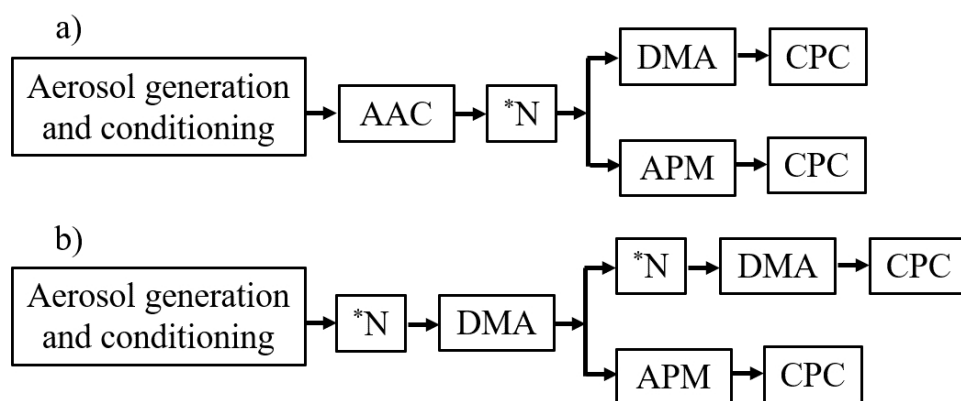 a)
Aerosol generation
and conditioning
AAC
*N
DMA
CPC
APM
CPC
b)
Aerosol generation
and conditioning
*N
DMA
*N
DMA
CPC
APM
CPC